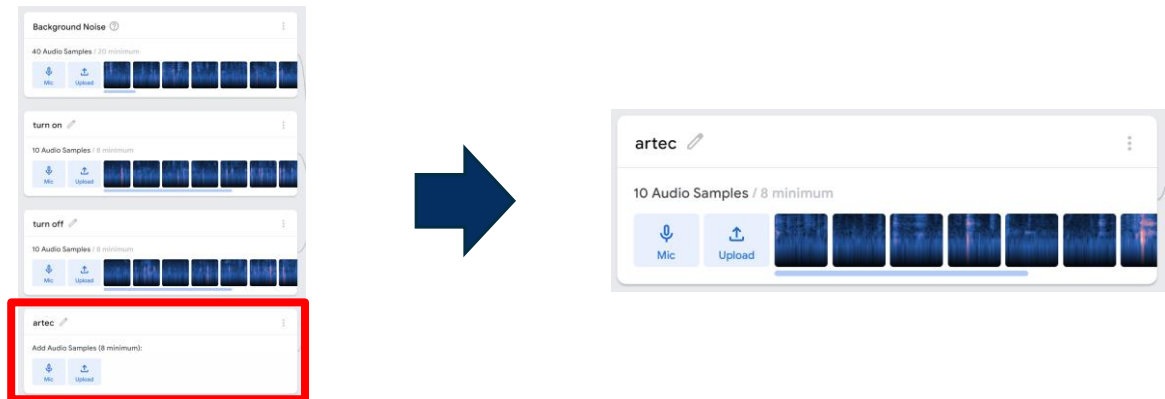 Background Noise
40 Audio Samples / 20 minimum
Mic
Upload
turn on
10 Audio Samples / 8 minimum
Mic
Upload
turn off
10 Audio Samples / 8 minimum
Mic
Upload
artec
Add Audio Samples (8 minimum):
Mic
Upload
artec
10 Audio Samples / 8 minimum
Mic
Upload